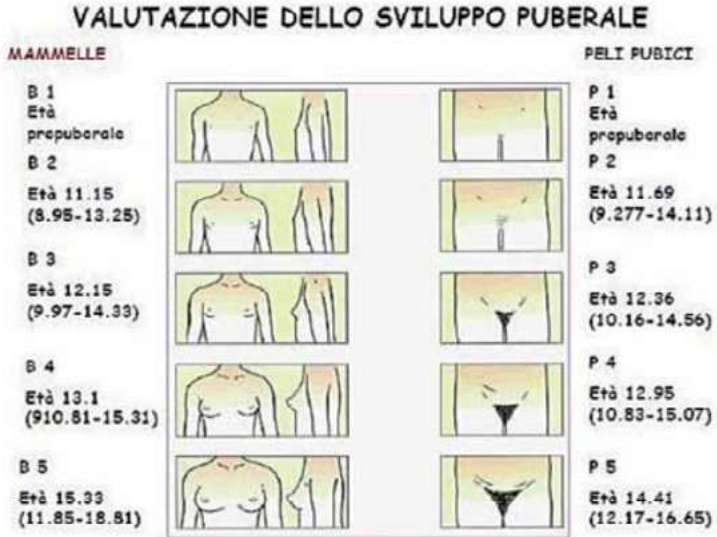 VALUTAZIONE DELLO SVILUPPO PUBERALE
MAMMELLE
B 1
Età
prepuberale
B 2
Età 11.15
(8.95-13.25)
B 3
Età 12.15
(9.97-14.33)
B 4
Età 13.1
(910.81-15.31)
B 5
Età 15.33
(11.85-18.81)
PELI PUBICI
P 1
Età
prepuberale
P 2
Età 11.69
(9.277-14.11)
P 3
Età 12.36
(10.16-14.56)
P 4
Età 12.95
(10.83-15.07)
P 5
Età 14.41
(12.17-16.65)